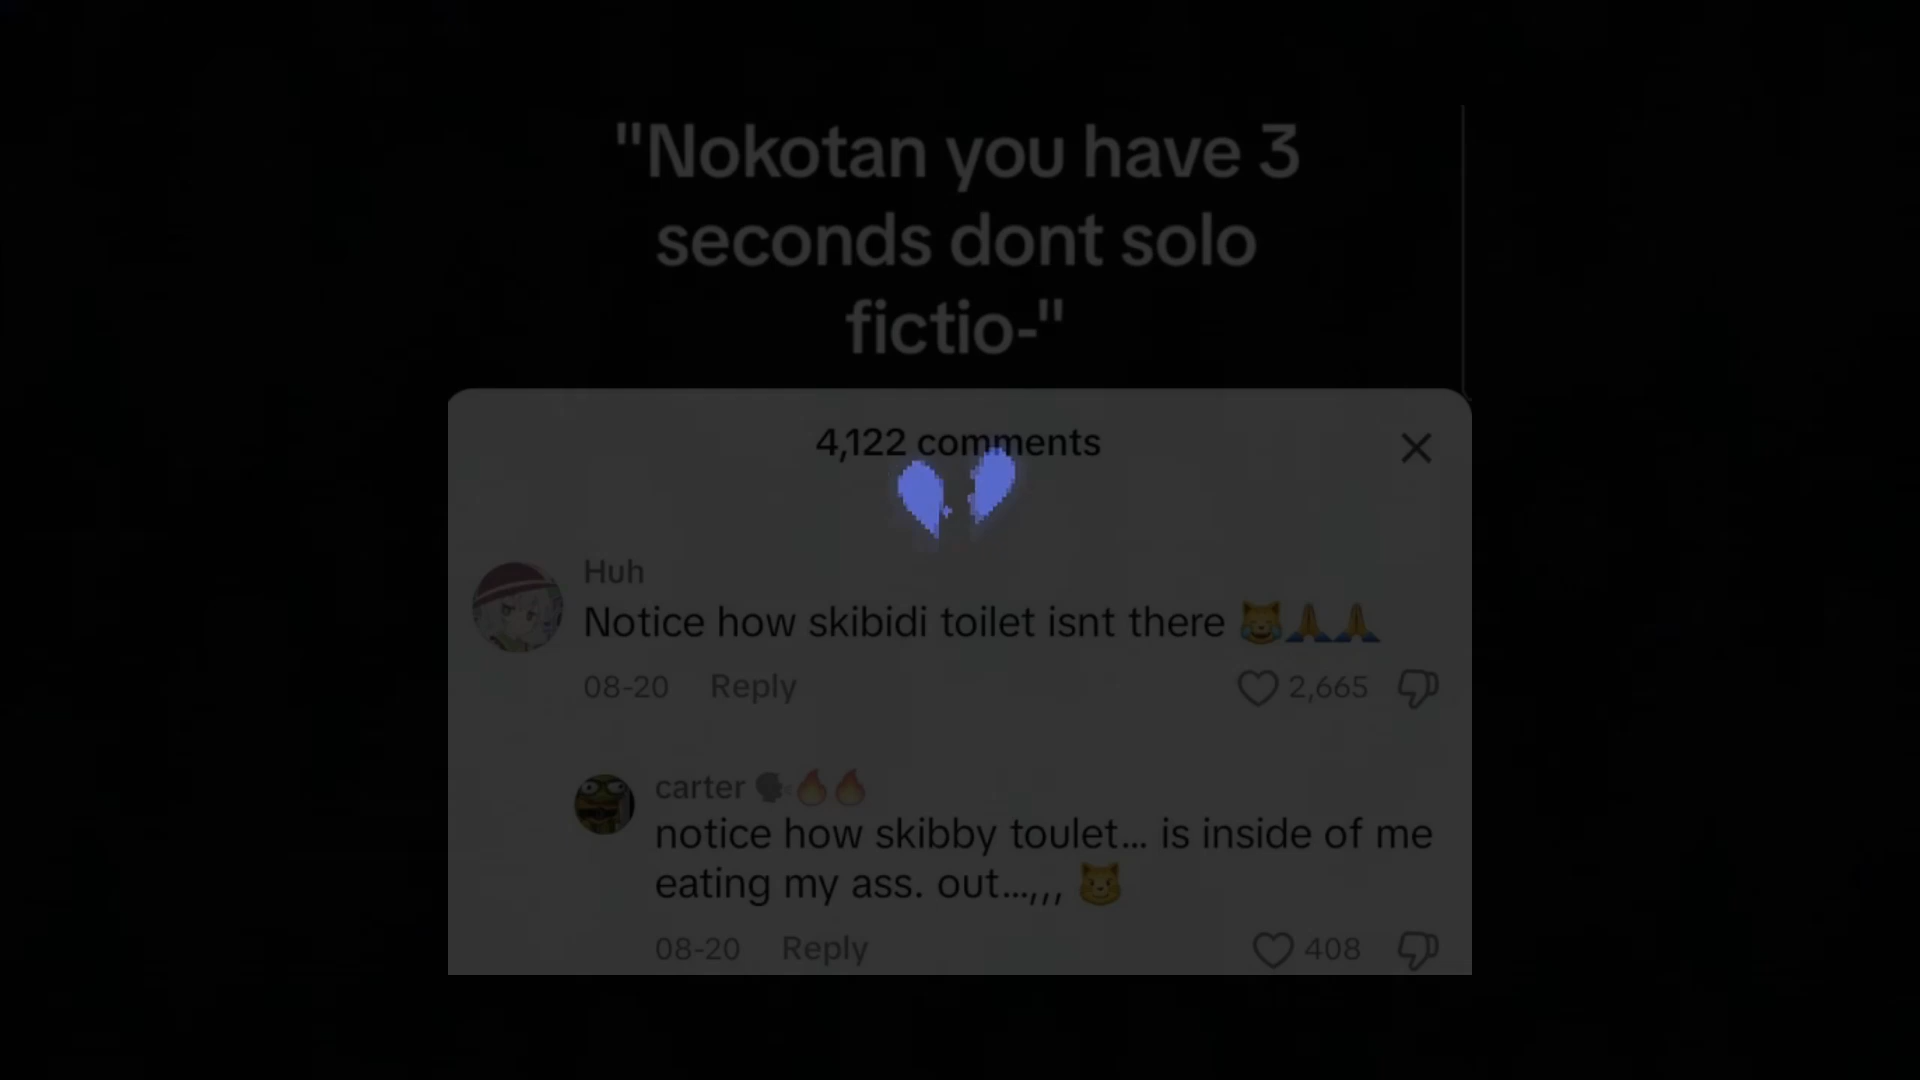 "Nokotan you have 3
seconds dont solo
fictio-"
4,122 comments
Huh
Notice how skibidi toilet isnt there 😹🙏🙏
08-20 Reply 2,665
carter 🗣️🔥🔥
notice how skibby toulet... is inside of me
eating my ass. out...,,, 😼
08-20 Reply 408